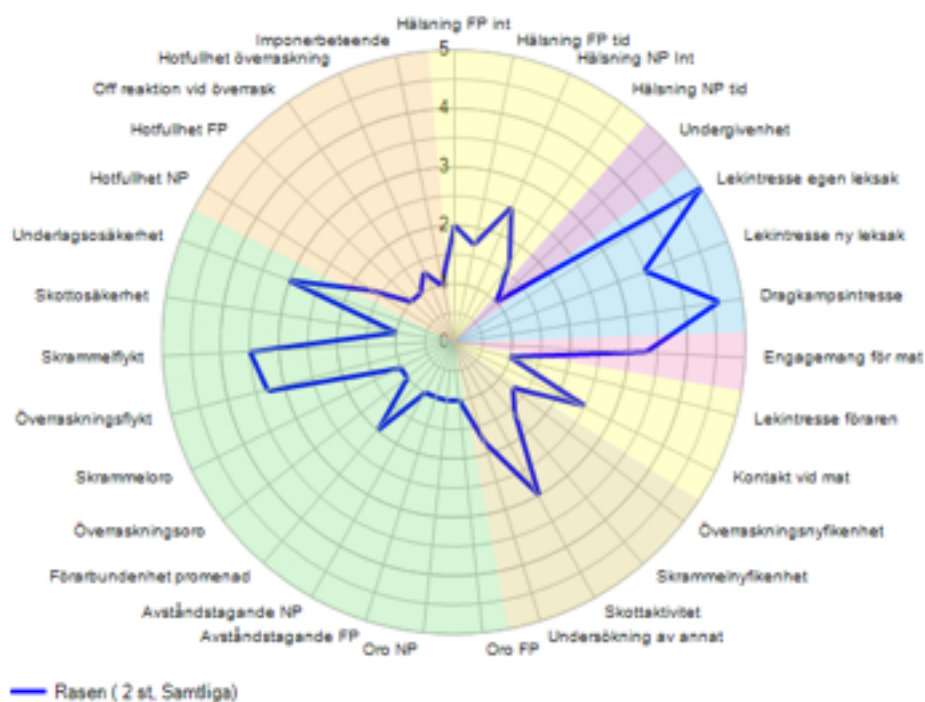 Hälsning FP int
Hälsning FP tid
Hälsning NP Int
Hälsning NP tid
Undergivenhet
Lekintresse egen leksak
Lekintresse ny leksak
Dragkampsintresse
Engagemang för mat
Lekintresse föraren
Kontakt vid mat
Överraskningsnyfikenhet
Skrammelnyfikenhet
Skottaktivitet
Undersökning av annat
Oro FP
Oro NP
Avståndstagande FP
Avståndstagande NP
Förarbundenhet promenad
Överraskningsoro
Skrammeloro
Överraskningsflykt
Skrammelflykt
Skottosäkerhet
Underlagsosäkerhet
Hotfullhet NP
Hotfullhet FP
Off reaktion vid överrask
Hotfullhet överraskning
Imponerbeteende
5
4
3
2
0
Rasen ( 2 st, Samtliga)